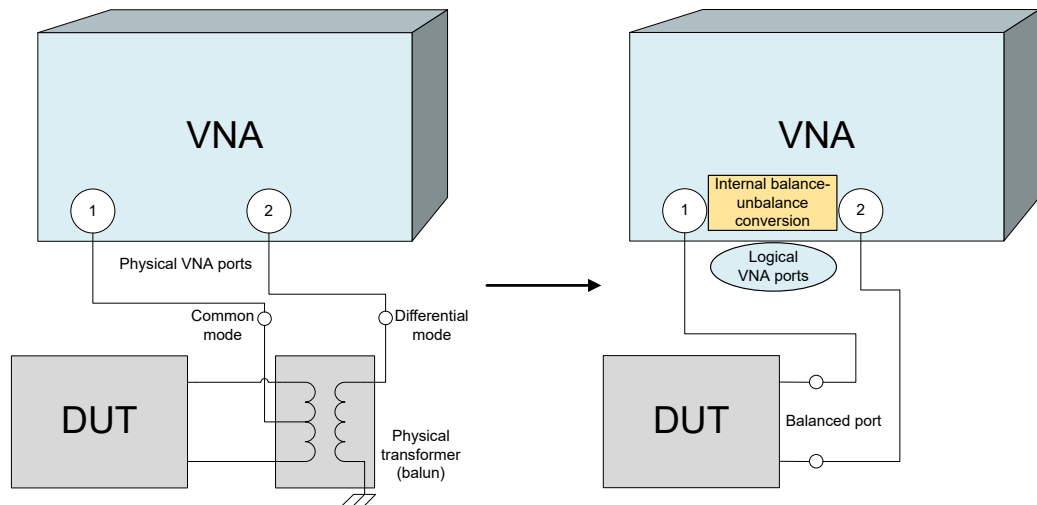 VNA
1
2
Physical VNA ports
Common
mode
Differential
mode
DUT
Physical
transformer
(balun)
VNA
1
Internal balance-
unbalance
conversion
2
Logical
VNA ports
DUT
Balanced port